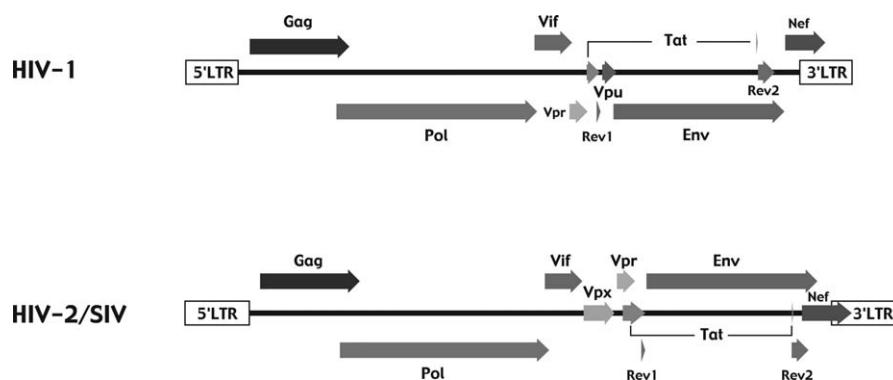 Gag
Vif
Tat
Nef
HIV-1
5'LTR
3'LTR
Vpu
Rev2
Pol
Vpr
Rev1
Env
Gag
Vif
Vpr
Env
Vpx
Nef
HIV-2/SIV
5'LTR
3'LTR
Tat
Pol
Rev1
Rev2